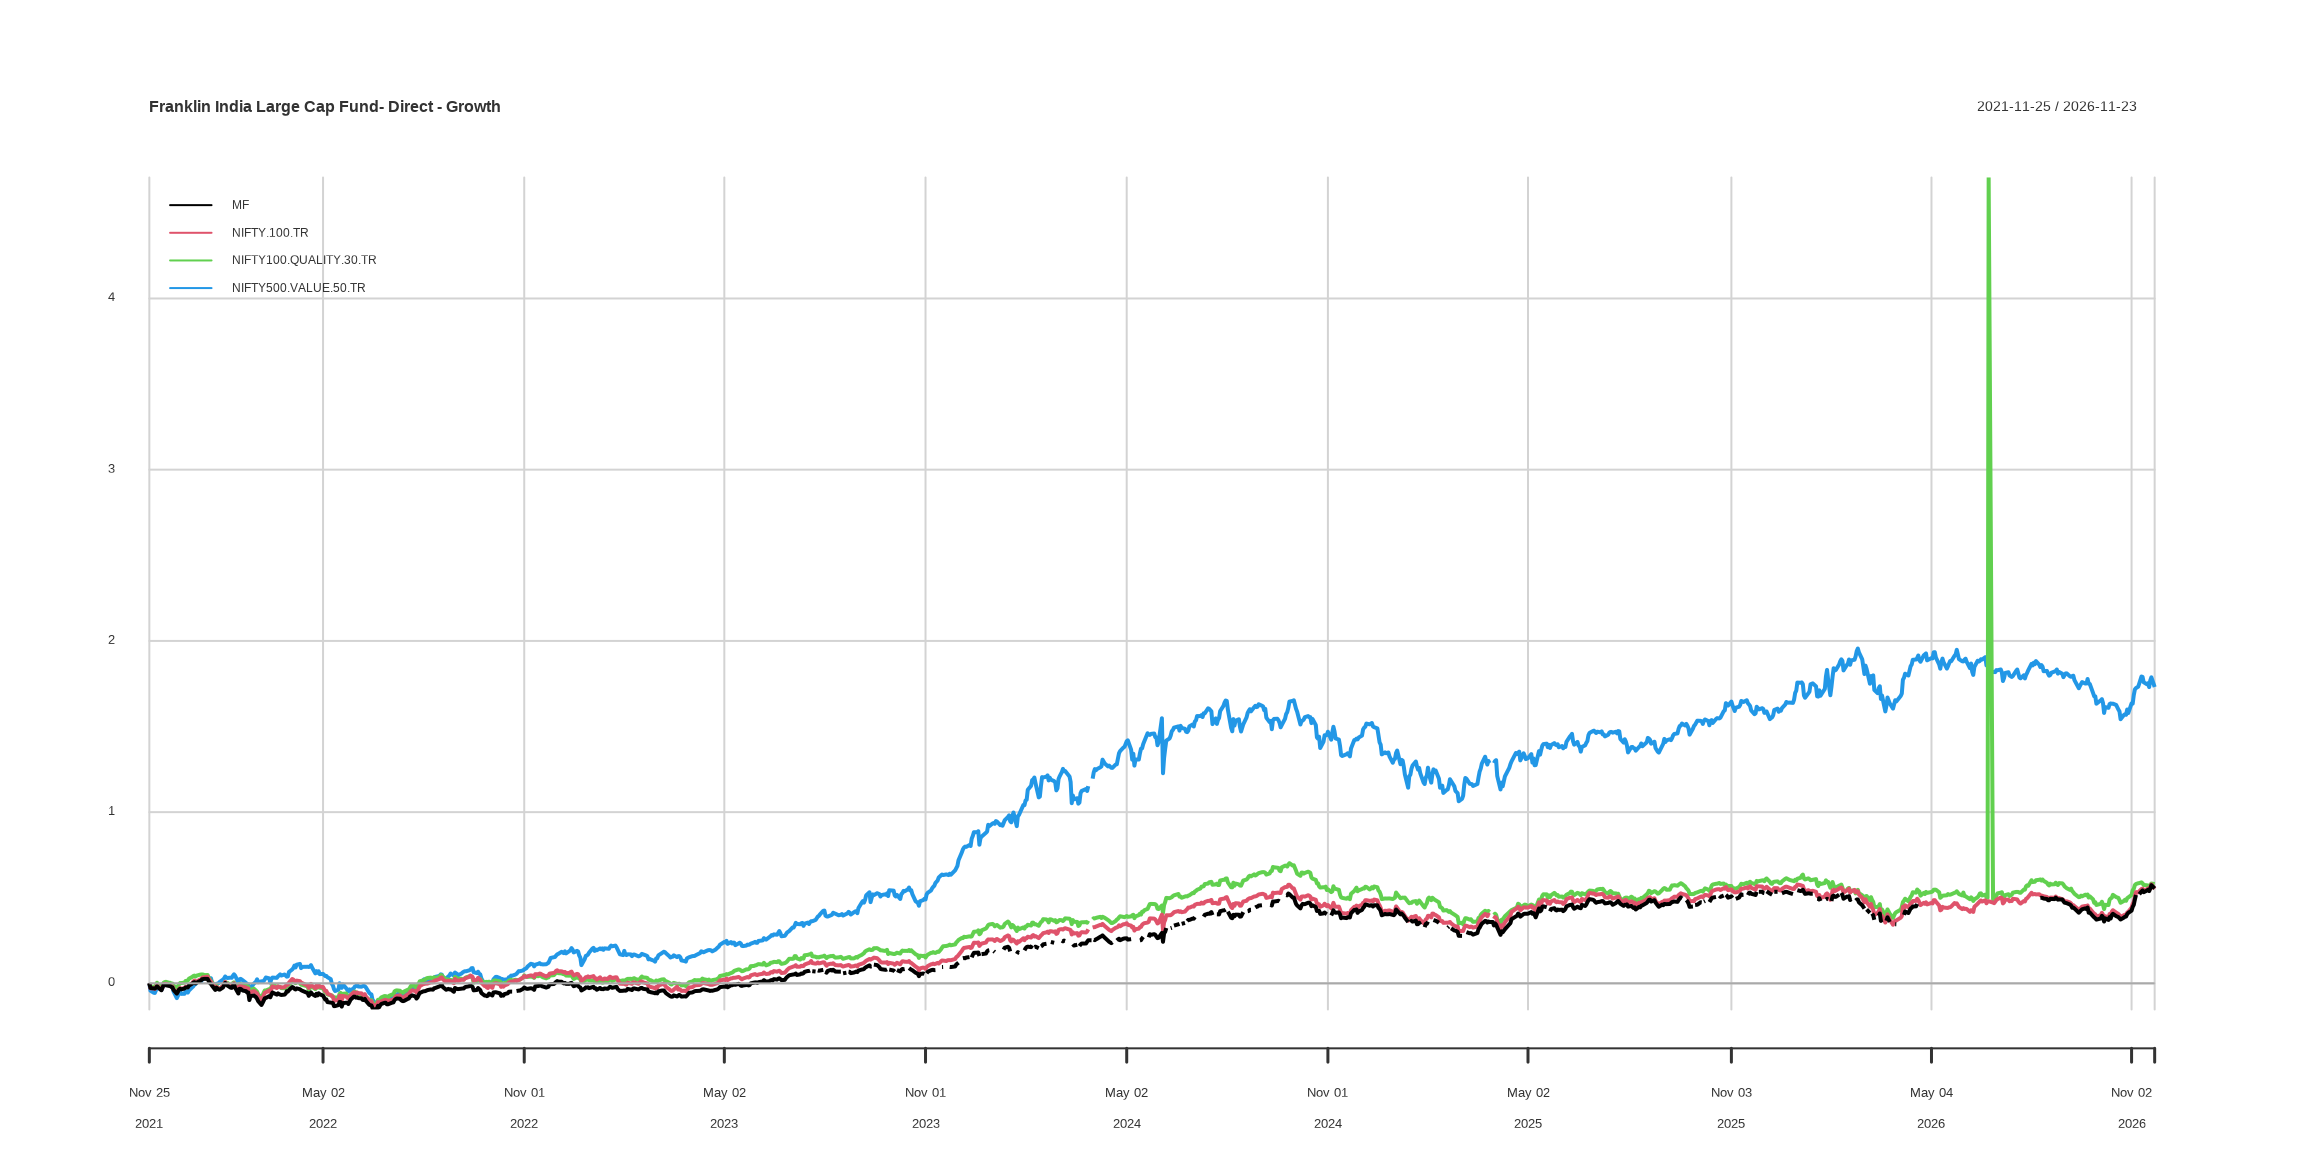 Franklin India Large Cap Fund- Direct - Growth
2021-11-25 / 2026-11-23
MF
NIFTY.100.TR
NIFTY100.QUALITY.30.TR
NIFTY500.VALUE.50.TR
4
3
2
1
0
Nov 25 May 02 Nov 01 May 02 Nov 01 May 02 Nov 01 May 02 Nov 03 May 04 Nov 02
2021 2022 2022 2023 2023 2024 2024 2025 2025 2026 2026